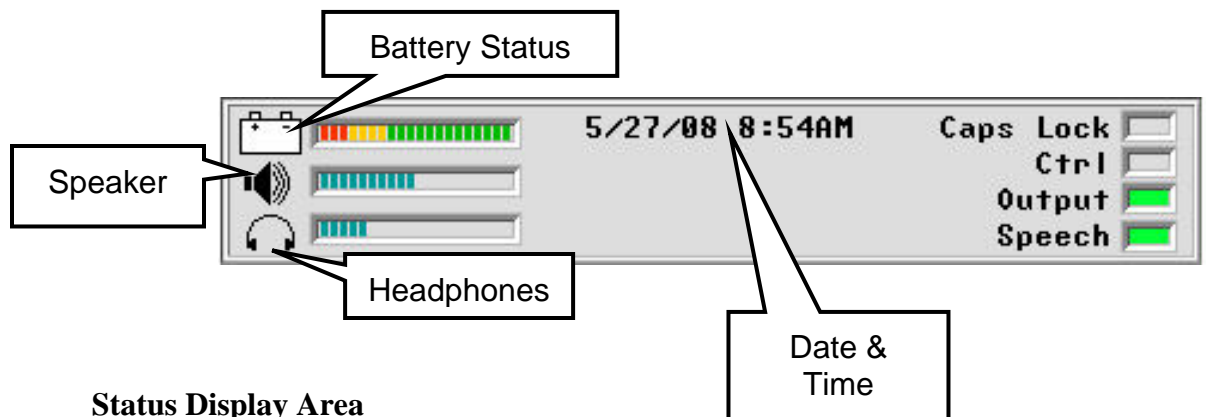 Battery Status
5/27/08 8:54AM
Caps Lock
Ctrl
Speaker
Output
Speech
Headphones
Date &
Time
Status Display Area